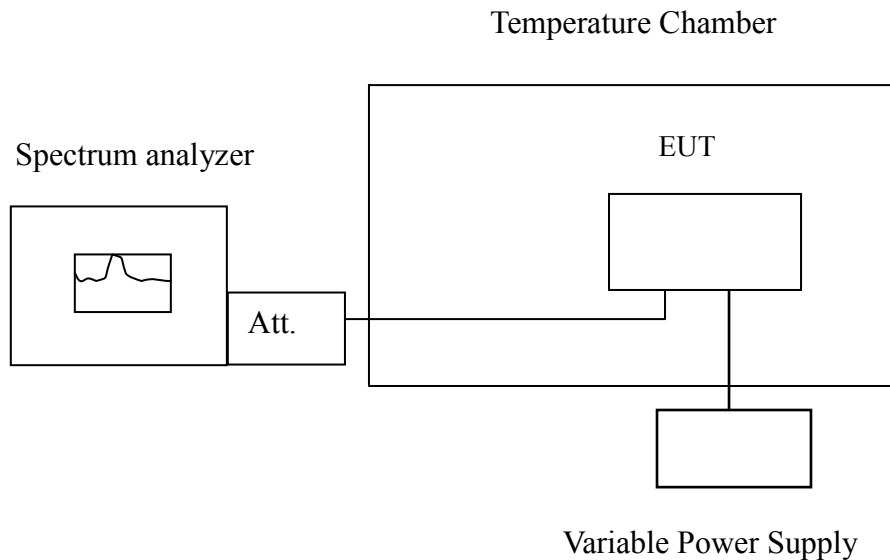 Temperature Chamber
Spectrum analyzer
EUT
Att.
Variable Power Supply